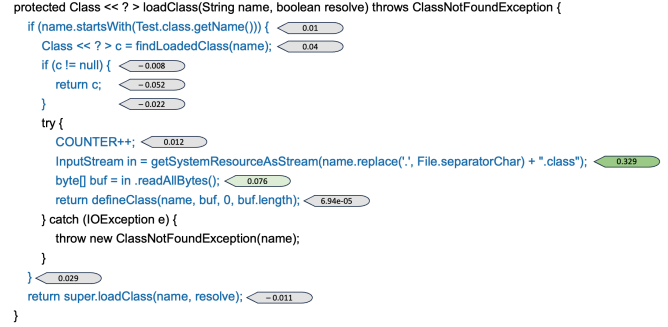 protected Class << ? > loadClass(String name, boolean resolve) throws ClassNotFoundException {
if (name.startsWith(Test.class.getName())) { 0.01
Class << ? > c = findLoadedClass(name); 0.04
if (c != null) { – 0.008
return c; – 0.052
} – 0.022
try {
COUNTER++; 0.012
InputStream in = getSystemResourceAsStream(name.replace('.', File.separatorChar) + ".class"); 0.329
byte[] buf = in .readAllBytes(); 0.076
return defineClass(name, buf, 0, buf.length); 6.94e-05
} catch (IOException e) {
throw new ClassNotFoundException(name);
}
} 0.029
return super.loadClass(name, resolve); – 0.011
}